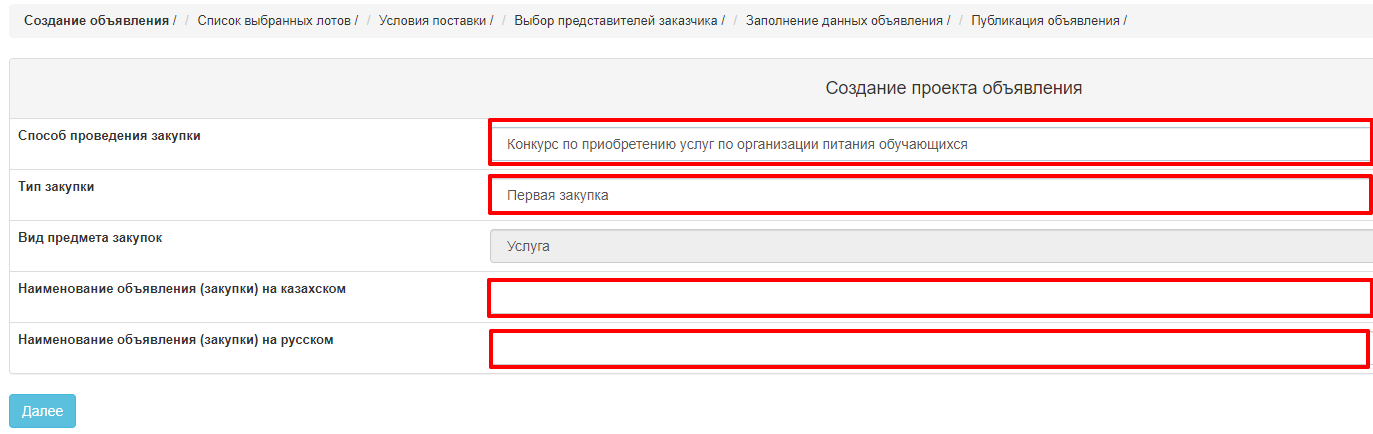 Создание объявления / / Список выбранных лотов / / Условия поставки / / Выбор представителей заказчика / / Заполнение данных объявления / / Публикация объявления /
Создание проекта объявления
Способ проведения закупки Конкурс по приобретению услуг по организации питания обучающихся
Тип закупки Первая закупка
Вид предмета закупок Услуга
Наименование объявления (закупки) на казахском
Наименование объявления (закупки) на русском
Далее